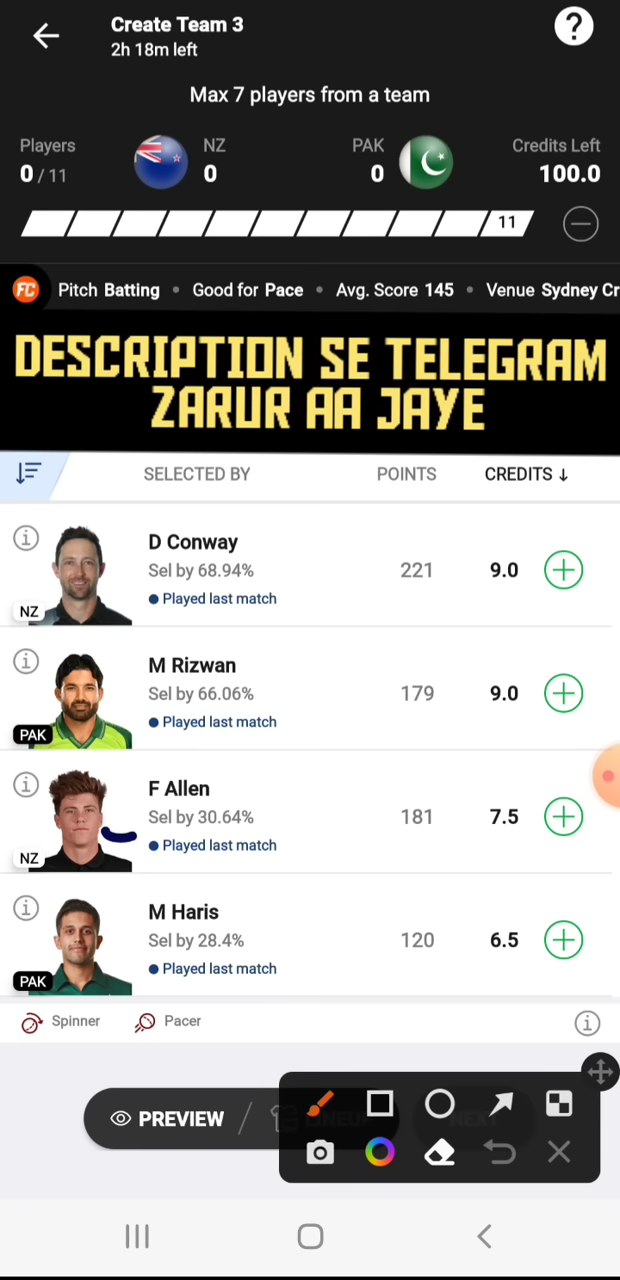 Create Team 3
2h 18m left
?
Max 7 players from a team
Players NZ PAK Credits Left
0 / 11 0 0 100.0
11
FC Pitch Batting • Good for Pace • Avg. Score 145 • Venue Sydney Cr
DESCRIPTION SE TELEGRAM
ZARUR AA JAYE
SELECTED BY POINTS CREDITS ↓
D Conway
Sel by 68.94% 221 9.0
Played last match
NZ
M Rizwan
Sel by 66.06% 179 9.0
Played last match
PAK
F Allen
Sel by 30.64% 181 7.5
Played last match
NZ
M Haris
Sel by 28.4% 120 6.5
Played last match
PAK
Spinner Pacer
PREVIEW / LINEUP NEXT